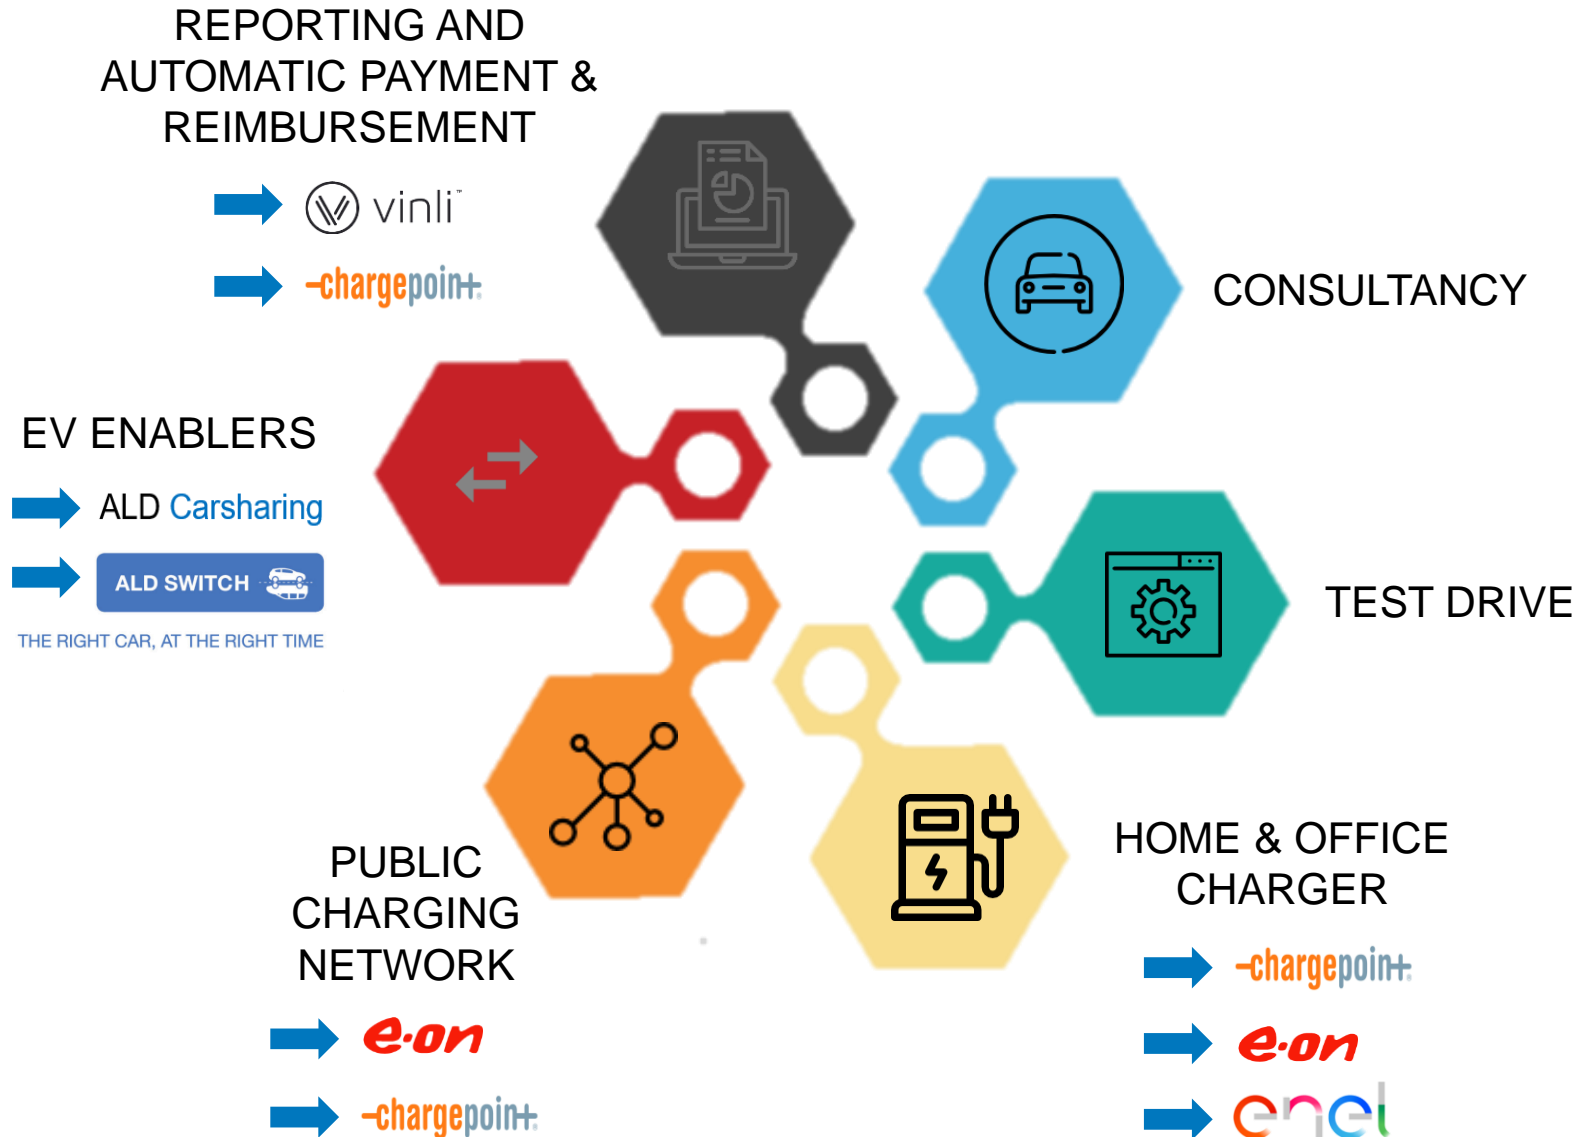 REPORTING AND
AUTOMATIC PAYMENT &
REIMBURSEMENT
vinli™
chargepoint®
CONSULTANCY
EV ENABLERS
ALD Carsharing
ALD SWITCH
THE RIGHT CAR, AT THE RIGHT TIME
TEST DRIVE
PUBLIC
CHARGING
NETWORK
e·on
chargepoint®
HOME & OFFICE
CHARGER
chargepoint®
e·on
enel